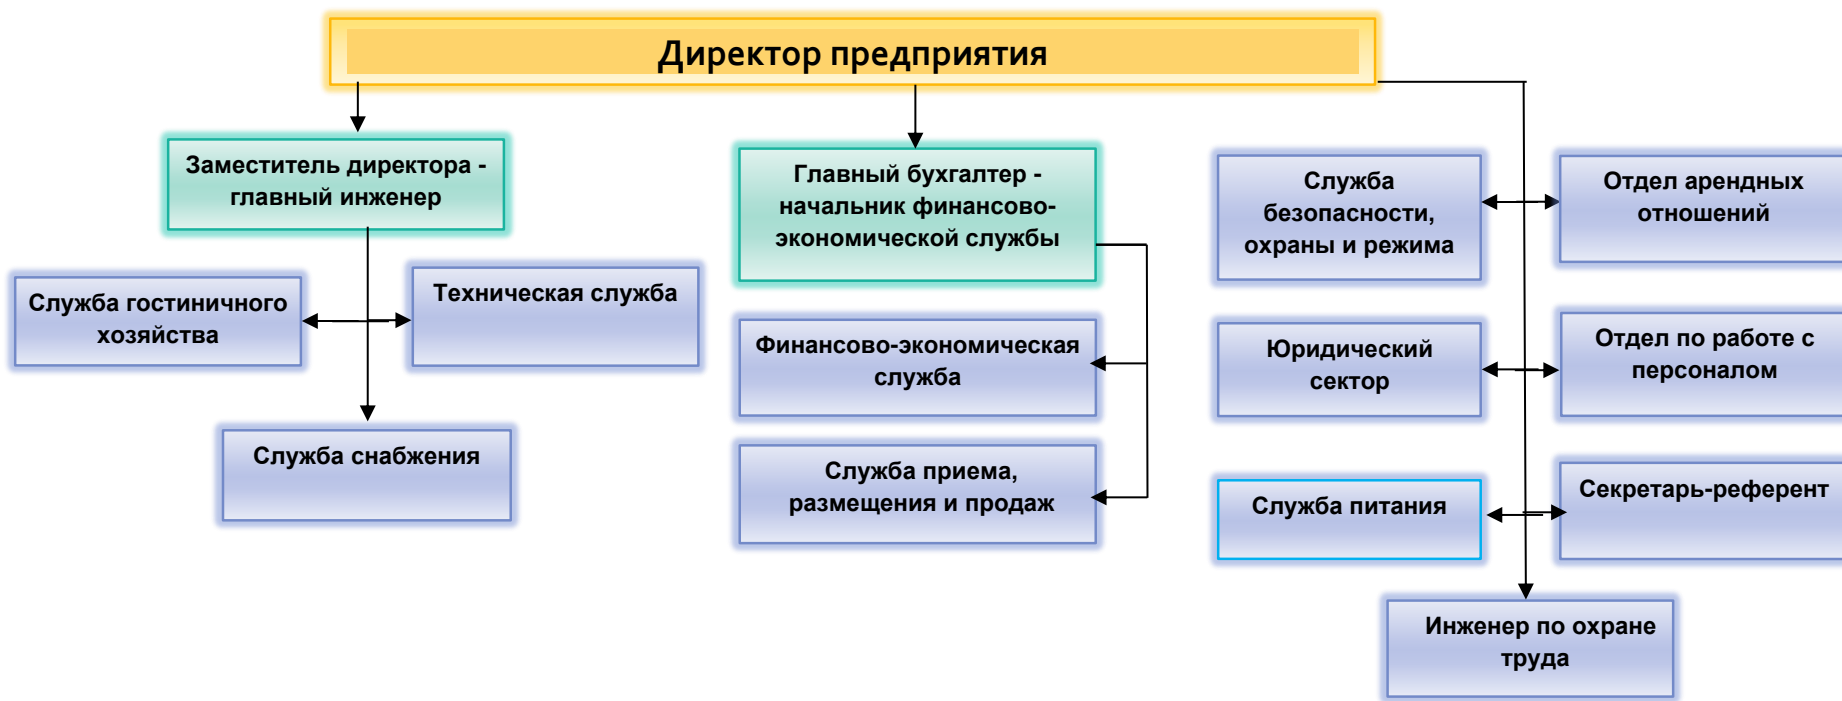 Директор предприятия
Заместитель директора -
главный инженер
Служба гостиничного
хозяйства
Техническая служба
Служба снабжения
Главный бухгалтер -
начальник финансово-
экономической службы
Финансово-экономическая
служба
Служба приема,
размещения и продаж
Служба
безопасности,
охраны и режима
Отдел арендных
отношений
Юридический
сектор
Отдел по работе с
персоналом
Служба питания
Секретарь-референт
Инженер по охране
труда